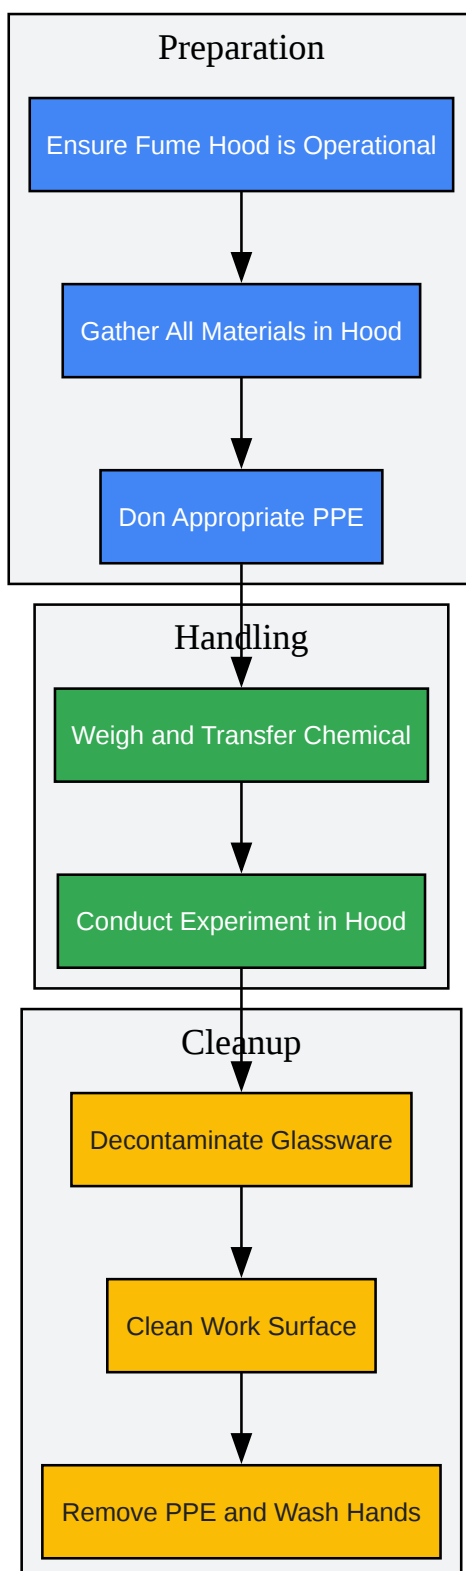 Preparation
Ensure Fume Hood is Operational
Gather All Materials in Hood
Don Appropriate PPE
Handling
Weigh and Transfer Chemical
Conduct Experiment in Hood
Cleanup
Decontaminate Glassware
Clean Work Surface
Remove PPE and Wash Hands